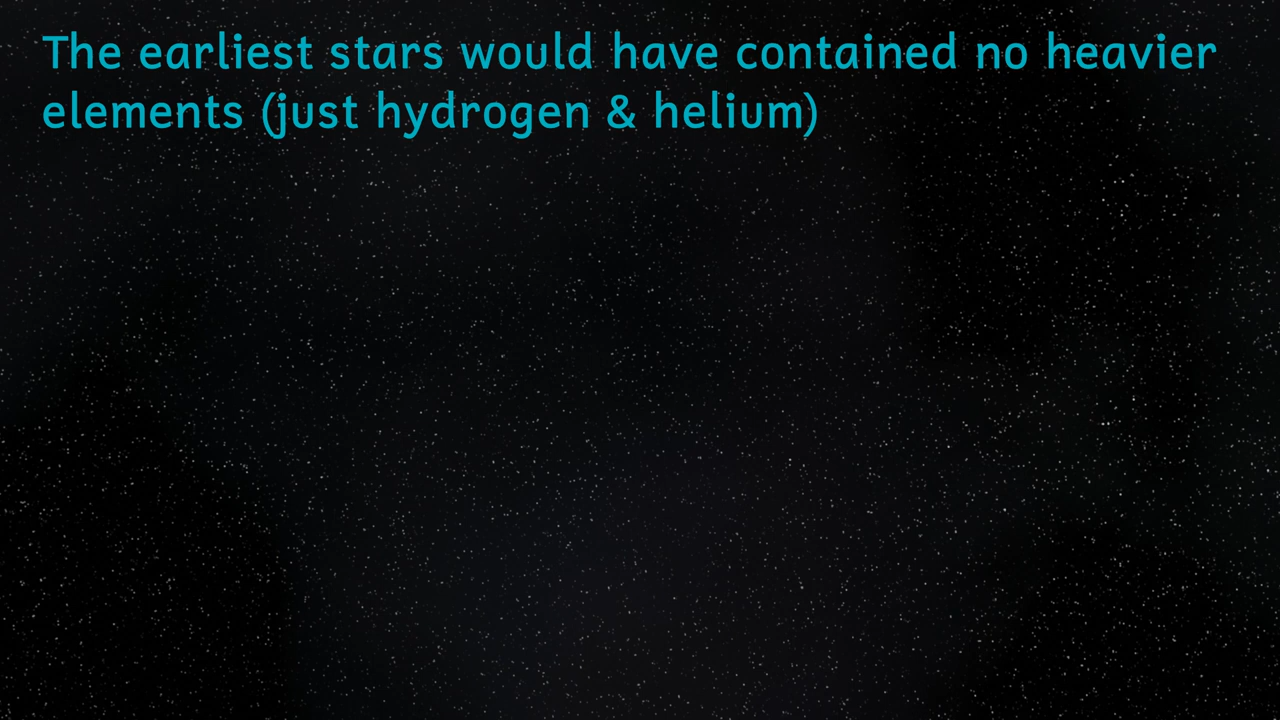 The earliest stars would have contained no heavier
elements (just hydrogen & helium)